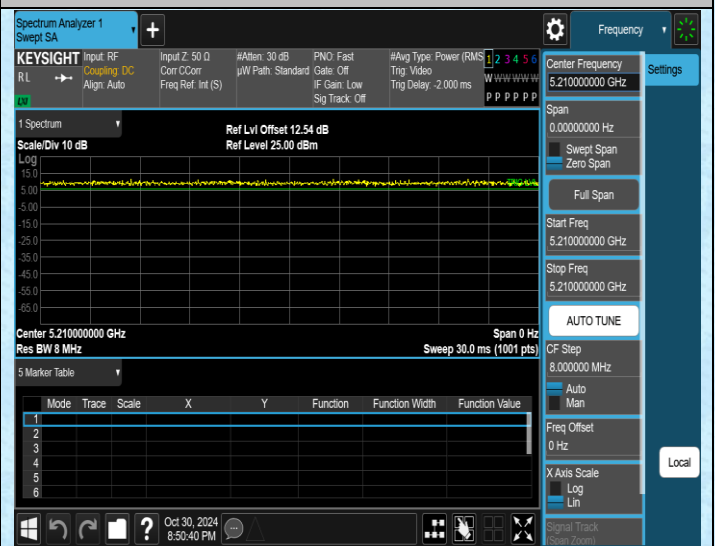 Spectrum Analyzer 1
Swept SA
+
Frequency
KEYSIGHT
RL
LXI
Input: RF
Coupling: DC
Align: Auto
Input Z: 50 Ω
Corr CCorr
Freq Ref: Int (S)
#Atten: 30 dB
µW Path: Standard
PNO: Fast
Gate: Off
IF Gain: Low
Sig Track: Off
#Avg Type: Power (RMS
Trig: Video
Trig Delay: -2.000 ms
1 2 3 4 5 6
W W W W W W
P P P P P P
Center Frequency
5.210000000 GHz
Settings
Span
0.00000000 Hz
Swept Span
Zero Span
Full Span
Start Freq
5.210000000 GHz
Stop Freq
5.210000000 GHz
AUTO TUNE
CF Step
8.000000 MHz
Auto
Man
Freq Offset
0 Hz
X Axis Scale
Log
Lin
Signal Track
(Span Zoom)
Local
1 Spectrum
Scale/Div 10 dB
Ref Lvl Offset 12.54 dB
Ref Level 25.00 dBm
Log
15.0
5.00
-5.00
-15.0
-25.0
-35.0
-45.0
-55.0
-65.0
Center 5.210000000 GHz
Span 0 Hz
Res BW 8 MHz
Sweep 30.0 ms (1001 pts)
5 Marker Table
Mode Trace Scale X Y Function Function Width Function Value
1
2
3
4
5
6
?
Oct 30, 2024
8:50:40 PM